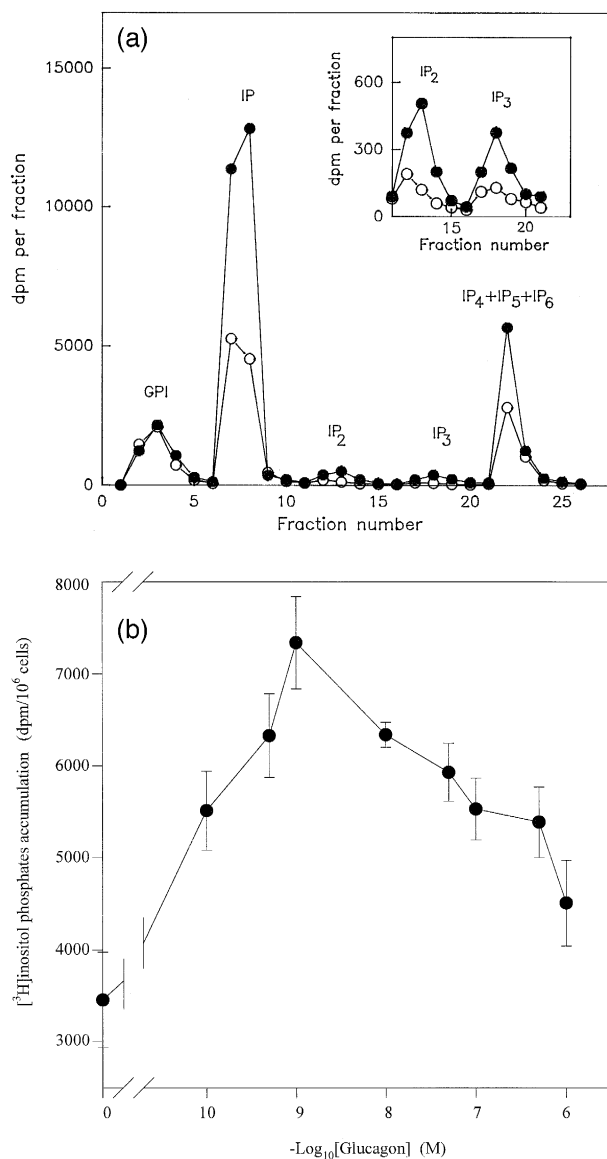 (a)
15000
10000
5000
0
dpm per fraction
GPI
IP
IP2
IP3
IP4+IP5+IP6
0 5 10 15 20 25
Fraction number
600
300
0
dpm per fraction
IP2
IP3
15 20
Fraction number
(b)
8000
7000
6000
5000
4000
3000
[3H]inositol phosphates accumulation (dpm/10^6 cells)
0 10 9 8 7 6
-Log10[Glucagon] (M)